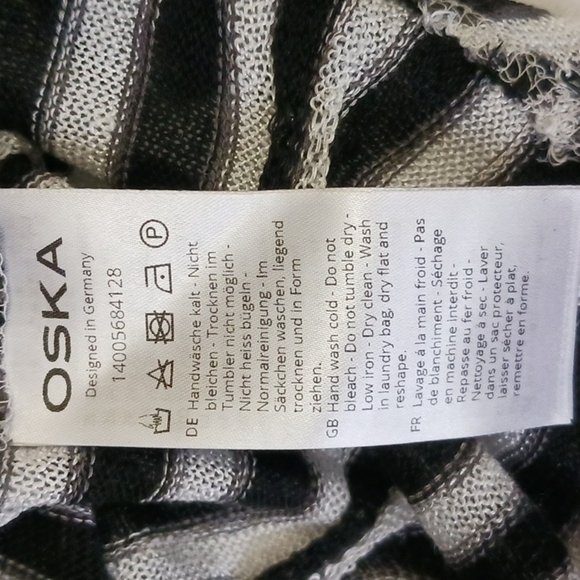 OSKA
Designed in Germany
14005684128
P
DE Handwäsche kalt - Nicht
bleichen - Trocknen im
Tumbler nicht möglich -
Nicht heiss bügeln -
Normalreinigung - Im
Säckchen waschen, liegend
trocknen und in Form
ziehen.
GB Hand wash cold - Do not
bleach - Do not tumble dry -
Low iron - Dry clean - Wash
in laundry bag, dry flat and
reshape.
FR Lavage à la main froid - Pas
de blanchiment - Séchage
en machine interdit -
Repasse au fer froid -
Nettoyage à sec - Laver
dans un sac protecteur,
laisser sécher à plat,
remettre en forme.